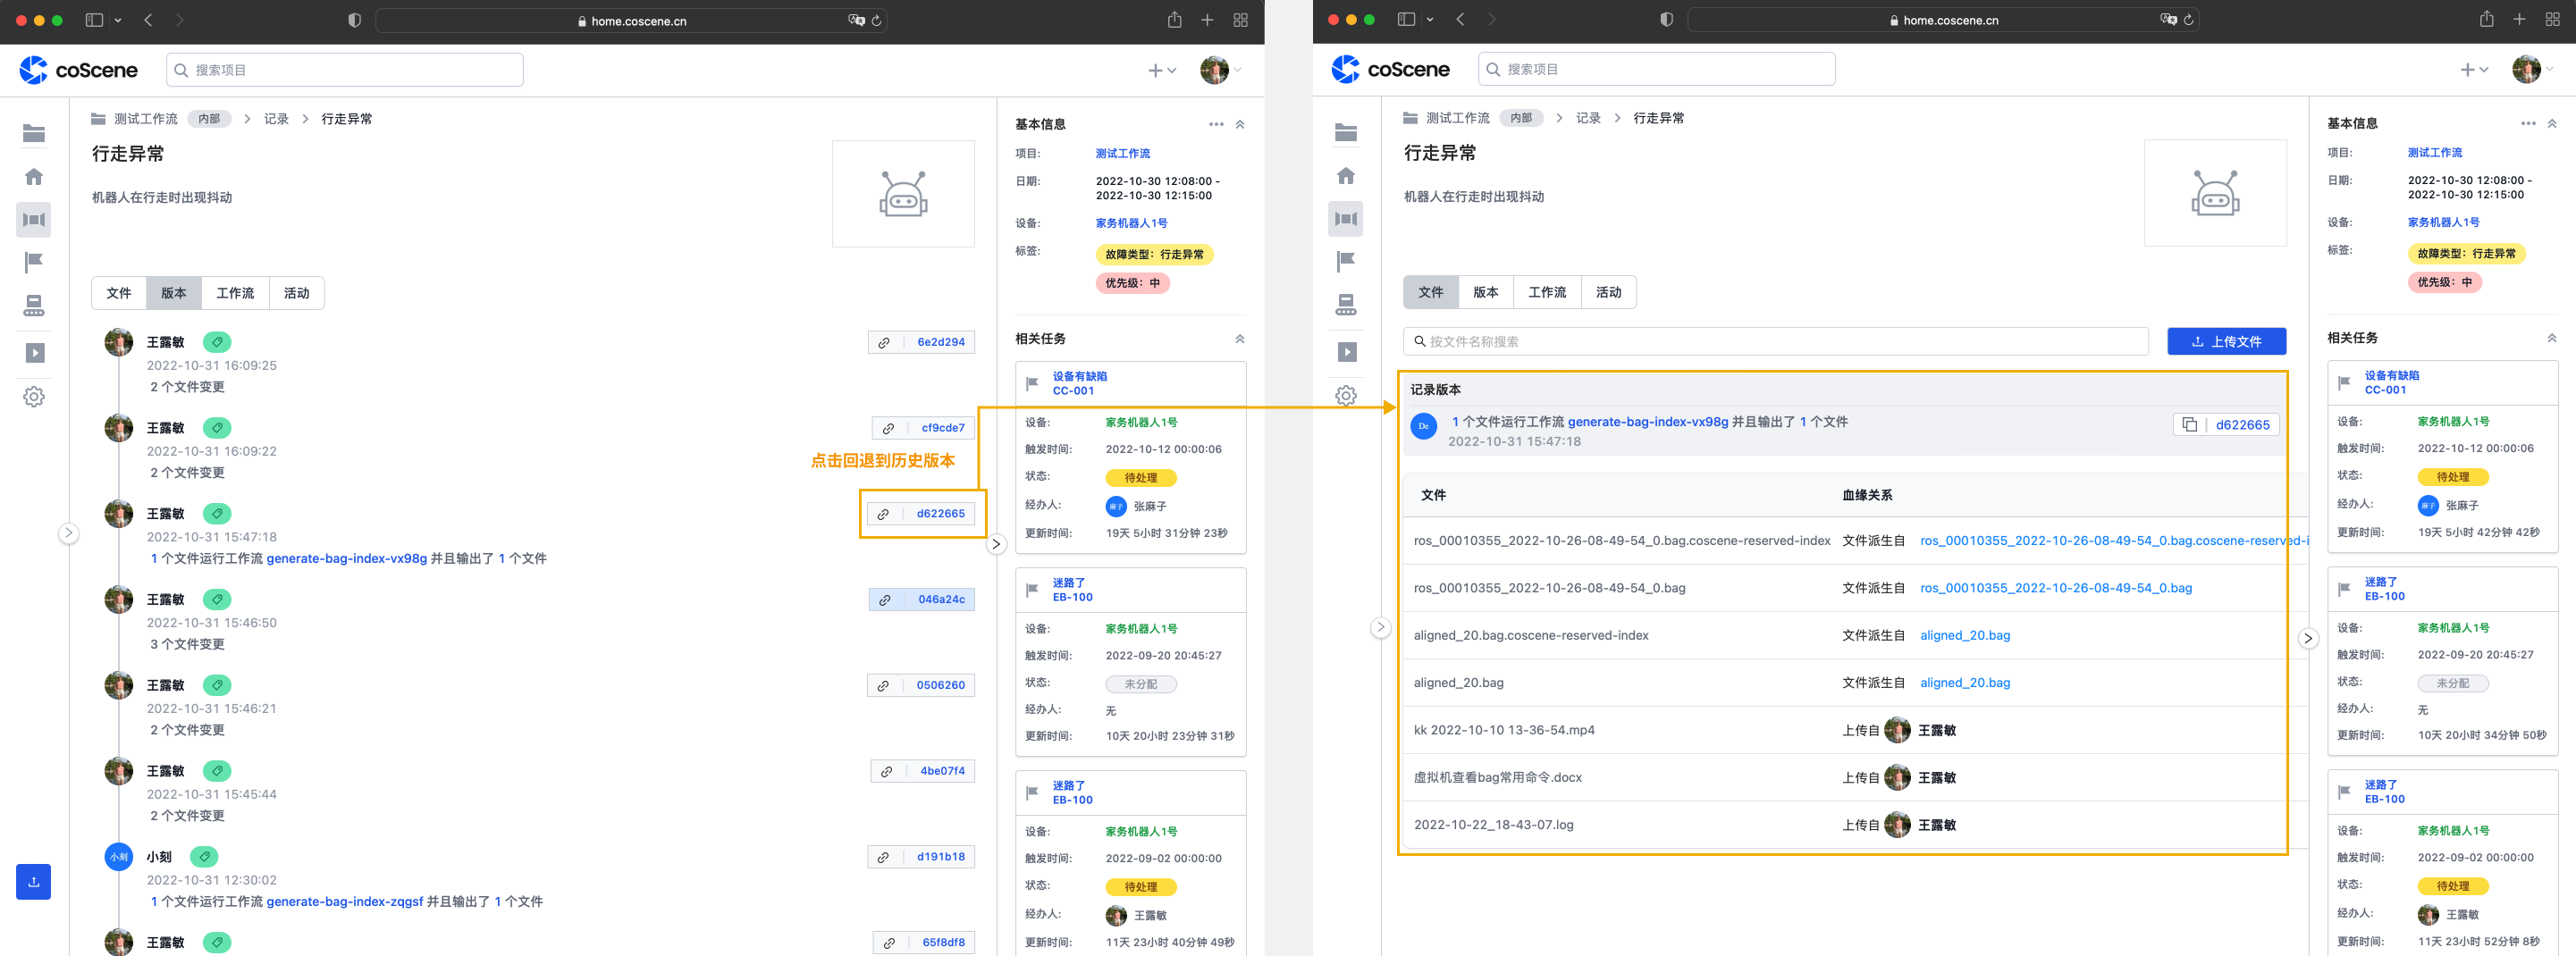 home.coscene.cn
coScene
搜索项目
测试工作流 内部 > 记录 > 行走异常
行走异常
机器人在行走时出现抖动
文件 版本 工作流 活动
王露敏
6e2d294
2022-10-31 16:09:25
2 个文件变更
王露敏
cf9cde7
2022-10-31 16:09:22
2 个文件变更
点击回退到历史版本
王露敏
d622665
2022-10-31 15:47:18
1 个文件运行工作流 generate-bag-index-vx98g 并且输出了 1 个文件
王露敏
046a24c
2022-10-31 15:46:50
3 个文件变更
王露敏
0506260
2022-10-31 15:46:21
2 个文件变更
王露敏
4be07f4
2022-10-31 15:45:44
2 个文件变更
小刻 小刻
d191b18
2022-10-31 12:30:02
1 个文件运行工作流 generate-bag-index-zqgsf 并且输出了 1 个文件
王露敏
65f8df8
基本信息
项目: 测试工作流
日期: 2022-10-30 12:08:00 -
2022-10-30 12:15:00
设备: 家务机器人1号
标签: 故障类型：行走异常
优先级：中
相关任务
设备有缺陷
CC-001
设备: 家务机器人1号
触发时间: 2022-10-12 00:00:06
状态: 待处理
经办人: 麻子 张麻子
更新时间: 19天 5小时 31分钟 23秒
迷路了
EB-100
设备: 家务机器人1号
触发时间: 2022-09-20 20:45:27
状态: 未分配
经办人: 无
更新时间: 10天 20小时 23分钟 31秒
迷路了
EB-100
设备: 家务机器人1号
触发时间: 2022-09-02 00:00:00
状态: 待处理
经办人: 王露敏
更新时间: 11天 23小时 40分钟 49秒
home.coscene.cn
coScene
搜索项目
测试工作流 内部 > 记录 > 行走异常
行走异常
机器人在行走时出现抖动
文件 版本 工作流 活动
按文件名称搜索
上传文件
记录版本
De 1 个文件运行工作流 generate-bag-index-vx98g 并且输出了 1 个文件
d622665
2022-10-31 15:47:18
文件 血缘关系
ros_00010355_2022-10-26-08-49-54_0.bag.coscene-reserved-index 文件派生自 ros_00010355_2022-10-26-08-49-54_0.bag.coscene-reserved-i
ros_00010355_2022-10-26-08-49-54_0.bag 文件派生自 ros_00010355_2022-10-26-08-49-54_0.bag
aligned_20.bag.coscene-reserved-index 文件派生自 aligned_20.bag
aligned_20.bag 文件派生自 aligned_20.bag
kk 2022-10-10 13-36-54.mp4 上传自 王露敏
虚拟机查看bag常用命令.docx 上传自 王露敏
2022-10-22_18-43-07.log 上传自 王露敏
基本信息
项目: 测试工作流
日期: 2022-10-30 12:08:00 -
2022-10-30 12:15:00
设备: 家务机器人1号
标签: 故障类型：行走异常
优先级：中
相关任务
设备有缺陷
CC-001
设备: 家务机器人1号
触发时间: 2022-10-12 00:00:06
状态: 待处理
经办人: 麻子 张麻子
更新时间: 19天 5小时 42分钟 42秒
迷路了
EB-100
设备: 家务机器人1号
触发时间: 2022-09-20 20:45:27
状态: 未分配
经办人: 无
更新时间: 10天 20小时 34分钟 50秒
迷路了
EB-100
设备: 家务机器人1号
触发时间: 2022-09-02 00:00:00
状态: 待处理
经办人: 王露敏
更新时间: 11天 23小时 52分钟 8秒